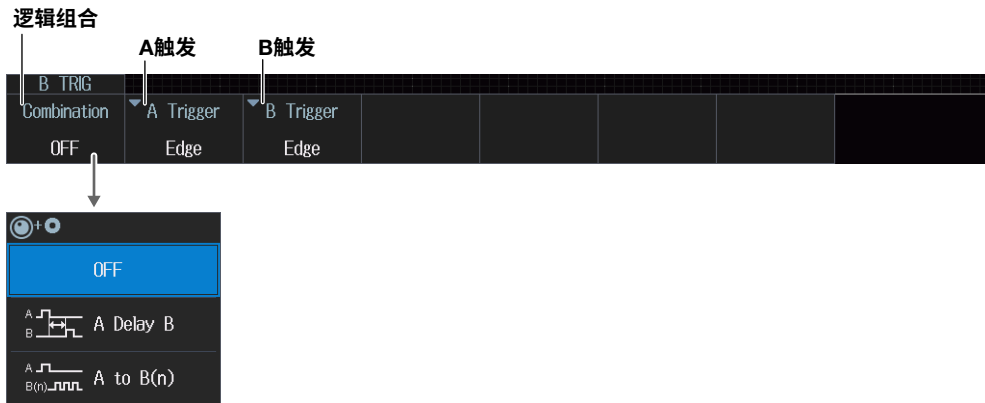 逻辑组合
A触发
B触发
B TRIG
Combination
A Trigger
B Trigger
OFF
Edge
Edge
+
OFF
A
B
A Delay B
A
B(n)
A to B(n)